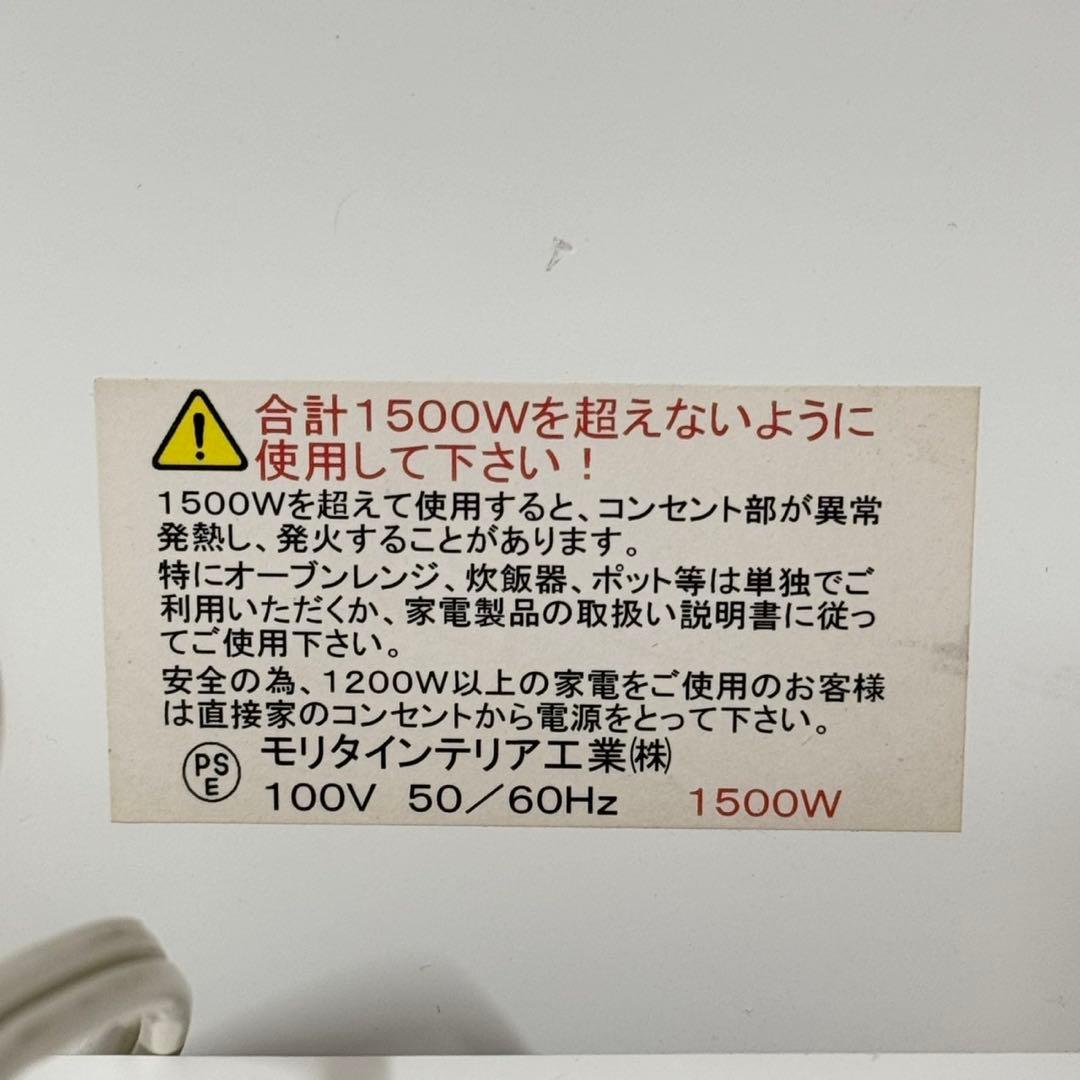 合計1500Wを超えないように
使用して下さい！
1500Wを超えて使用すると、コンセント部が異常
発熱し、発火することがあります。
特にオーブンレンジ、炊飯器、ポット等は単独でご
利用いただくか、家電製品の取扱い説明書に従っ
てご使用下さい。
安全の為、1200W以上の家電をご使用のお客様
は直接家のコンセントから電源をとって下さい。
PSE モリタインテリア工業㈱
100V 50／60Hz 1500W